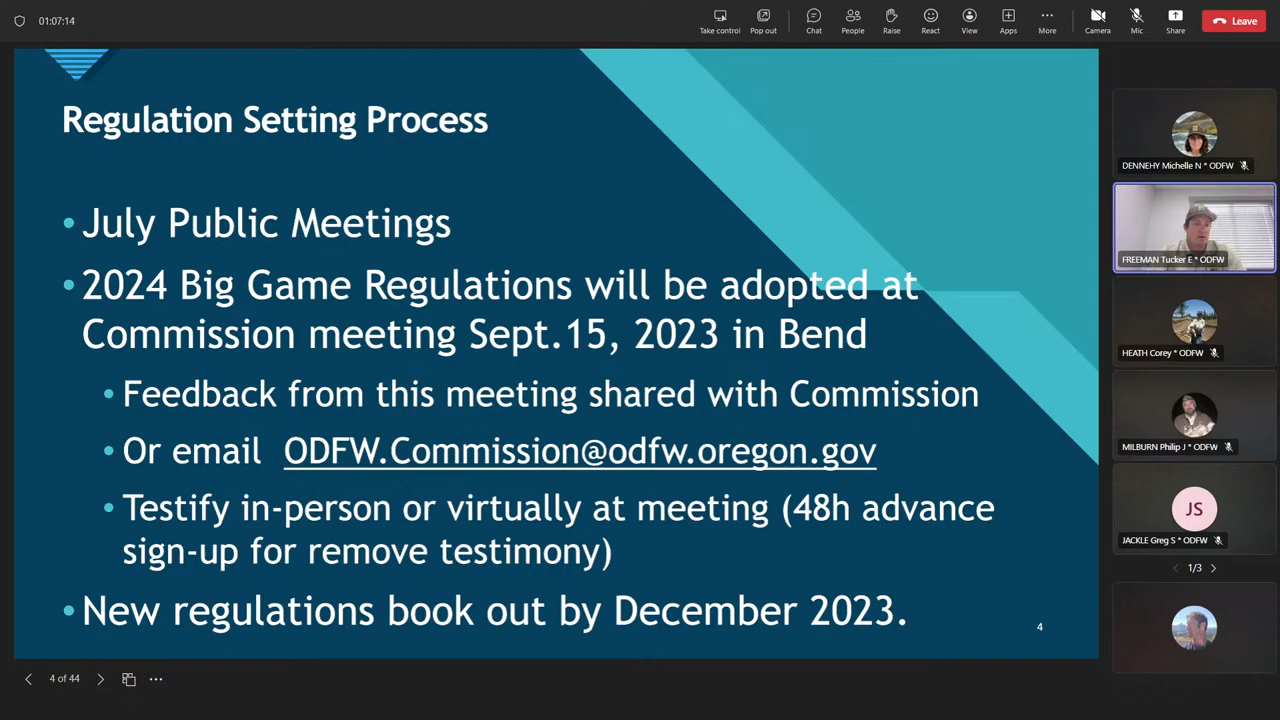 01:07:14
Take control
Pop out
Chat
People
Raise
React
View
Apps
More
Camera
Mic
Share
Leave
Regulation Setting Process
• July Public Meetings
• 2024 Big Game Regulations will be adopted at
Commission meeting Sept.15, 2023 in Bend
• Feedback from this meeting shared with Commission
• Or email ODFW.Commission@odfw.oregon.gov
• Testify in-person or virtually at meeting (48h advance
sign-up for remove testimony)
• New regulations book out by December 2023.
4
4 of 44
DENNEHY Michelle N * ODFW
FREEMAN Tucker E * ODFW
HEATH Corey * ODFW
MILBURN Philip J * ODFW
JS
JACKLE Greg S * ODFW
1/3